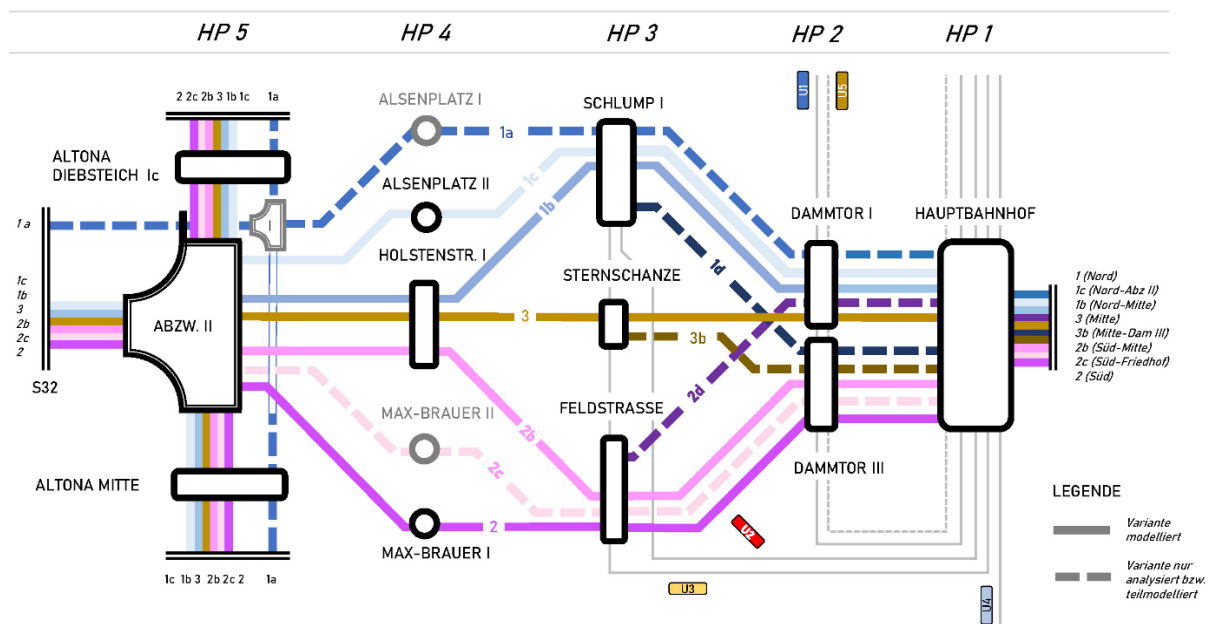 HP 5 HP 4 HP 3 HP 2 HP 1
2 2c 2b 3 1b 1c 1a
U1
U5
ALSENPLATZ I
SCHLUMP I
1a
ALTONA
DIEBSTEICH Ic
ALSENPLATZ II
1c
1b
1a
I
DAMMTOR I
HAUPTBAHNHOF
HOLSTENSTR. I
STERNSCHANZE
1d
1c
1b
3
2b
2c
2
ABZW. II
3
3b
1 (Nord)
1c (Nord-Abz II)
1b (Nord-Mitte)
3 (Mitte)
3b (Mitte-Dam III)
2b (Süd-Mitte)
2c (Süd-Friedhof)
2 (Süd)
S32
MAX-BRAUER II
FELDSTRASSE
2d
2b
2c
DAMMTOR III
ALTONA MITTE
LEGENDE
2
U2
Variante
modelliert
MAX-BRAUER I
1c 1b 3 2b 2c 2 1a
U3
U4
Variante nur
analysiert bzw.
teilmodelliert